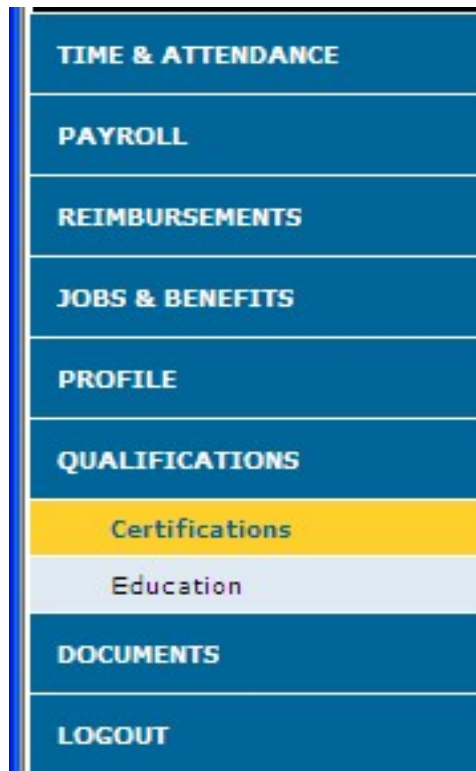 TIME & ATTENDANCE
PAYROLL
REIMBURSEMENTS
JOBS & BENEFITS
PROFILE
QUALIFICATIONS
Certifications
Education
DOCUMENTS
LOGOUT